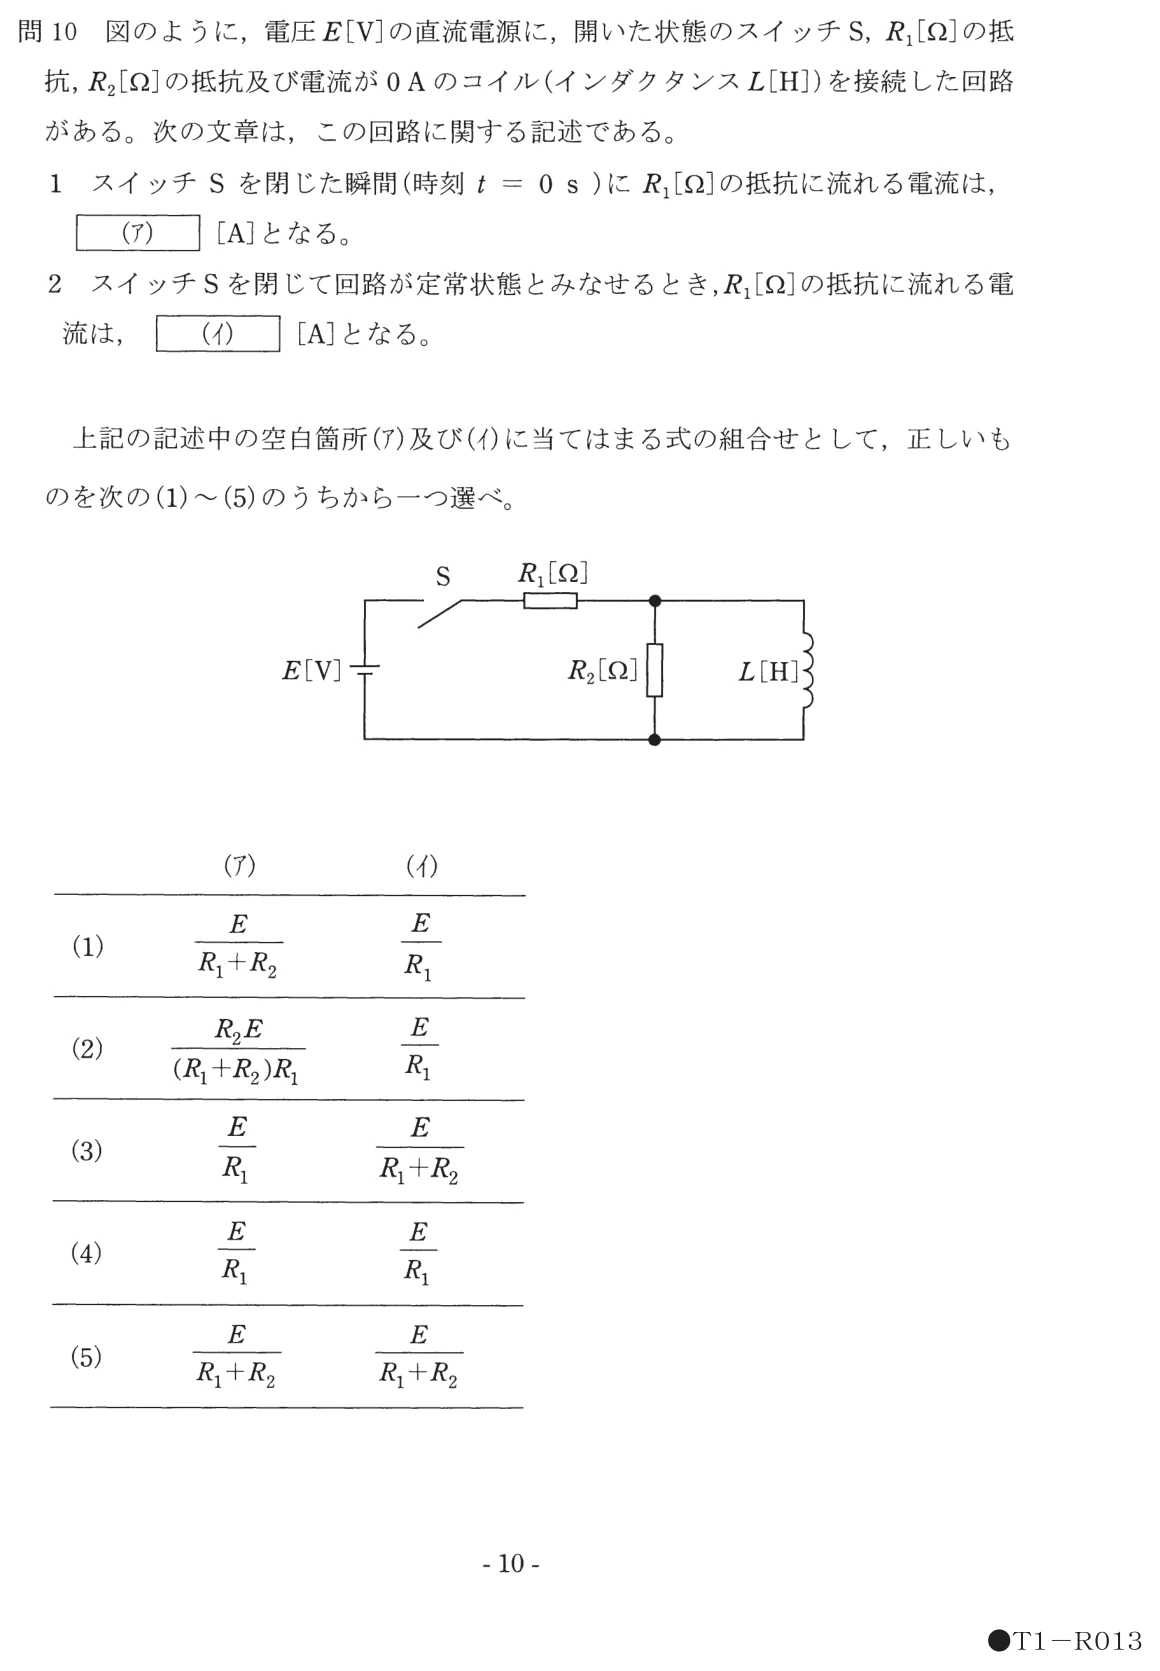 問10 図のように，電圧E[V]の直流電源に，開いた状態のスイッチS，R₁[Ω]の抵
抗，R₂[Ω]の抵抗及び電流が0 Aのコイル(インダクタンスL[H])を接続した回路
がある。次の文章は，この回路に関する記述である。
1 スイッチ S を閉じた瞬間(時刻 t = 0 s )に R₁[Ω]の抵抗に流れる電流は，
(ア) [A]となる。
2 スイッチSを閉じて回路が定常状態とみなせるとき，R₁[Ω]の抵抗に流れる電
流は， (イ) [A]となる。
上記の記述中の空白箇所(ア)及び(イ)に当てはまる式の組合せとして，正しいも
のを次の(1)～(5)のうちから一つ選べ。
S R₁[Ω]
E[V] R₂[Ω] L[H]
(ア) (イ)
(1) E/(R₁+R₂) E/R₁
(2) R₂E/((R₁+R₂)R₁) E/R₁
(3) E/R₁ E/(R₁+R₂)
(4) E/R₁ E/R₁
(5) E/(R₁+R₂) E/(R₁+R₂)
- 10 -
●T1－R013